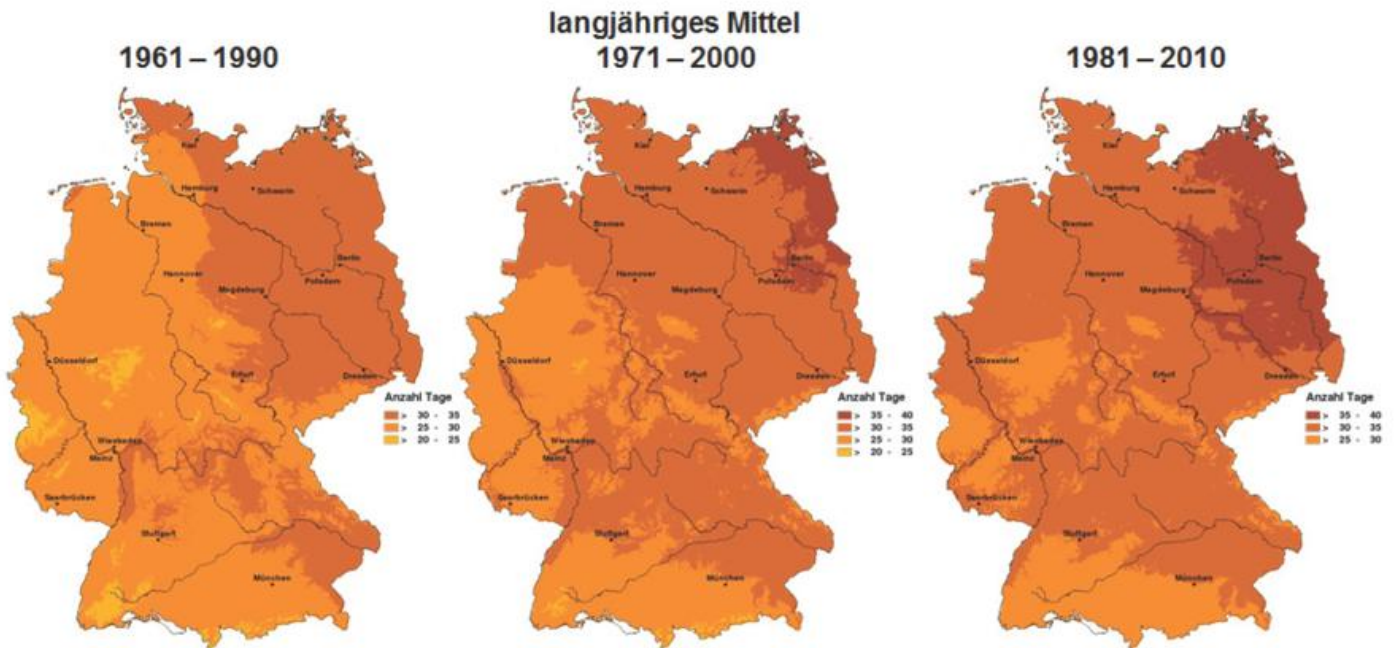 langjähriges Mittel
1961 – 1990
1971 – 2000
1981 – 2010
Kiel
Hamburg
Schwerin
Bremen
Berlin
Hannover
Potsdam
Magdeburg
Düsseldorf
Erfurt
Dresden
Wiesbaden
Mainz
Saarbrücken
Stuttgart
München
Anzahl Tage
> 30 - 35
> 25 - 30
> 20 - 25
Kiel
Hamburg
Schwerin
Bremen
Berlin
Hannover
Potsdam
Magdeburg
Düsseldorf
Erfurt
Dresden
Wiesbaden
Mainz
Saarbrücken
Stuttgart
München
Anzahl Tage
> 35 - 40
> 30 - 35
> 25 - 30
> 20 - 25
Kiel
Hamburg
Schwerin
Bremen
Berlin
Hannover
Potsdam
Magdeburg
Düsseldorf
Erfurt
Dresden
Wiesbaden
Mainz
Saarbrücken
Stuttgart
München
Anzahl Tage
> 35 - 40
> 30 - 35
> 25 - 30